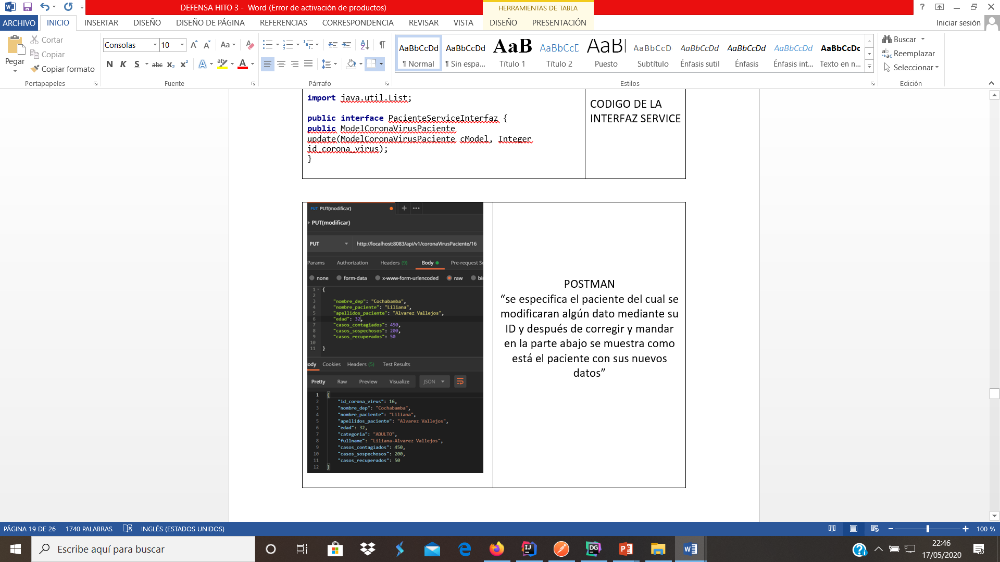 DEFENSA HITO 3 - Word (Error de activación de productos)
HERRAMIENTAS DE TABLA
?
ARCHIVO INICIO INSERTAR DISEÑO DISEÑO DE PÁGINA REFERENCIAS CORRESPONDENCIA REVISAR VISTA DISEÑO PRESENTACIÓN
Iniciar sesión
Pegar
Cortar
Copiar
Copiar formato
Portapapeles
Consolas 10
N K S abc x₂ x²
Fuente
Párrafo
AaBbCcDd AaBbCcDd AaB AaBbCcD AaB AaBbCcD AaBbCcDd AaBbCcDd AaBbCcDd AaBbCcDc
¶ Normal ¶ Sin espa... Título 1 Título 2 Puesto Subtítulo Énfasis sutil Énfasis Énfasis int... Texto en n...
Estilos
Buscar
Reemplazar
Seleccionar
Edición
import java.util.List;
public interface PacienteServiceInterfaz {
public ModelCoronaVirusPaciente
update(ModelCoronaVirusPaciente cModel, Integer
id_corona_virus);
}
CODIGO DE LA
INTERFAZ SERVICE
PUT PUT(modificar) + •••
PUT(modificar)
PUT http://localhost:8083/api/v1/coronaVirusPaciente/16
Params Authorization Headers (9) Body Pre-request Sc
none form-data x-www-form-urlencoded raw bi
1 {
2
3 "nombre_dep": "Cochabamba",
4 "nombre_paciente": "Liliana",
5 "apellidos_paciente": "Alvarez Vallejos",
6 "edad": 32,
7 "casos_contagiados": 450,
8 "casos_sospechosos": 200,
9 "casos_recuperados": 50
10
11 }
ody Cookies Headers (5) Test Results
Pretty Raw Preview Visualize JSON
1 {
2 "id_corona_virus": 16,
3 "nombre_dep": "Cochabamba",
4 "nombre_paciente": "Liliana",
5 "apellidos_paciente": "Alvarez Vallejos",
6 "edad": 32,
7 "categoria": "ADULTO",
8 "fullname": "Liliana-Alvarez Vallejos",
9 "casos_contagiados": 450,
10 "casos_sospechosos": 200,
11 "casos_recuperados": 50
12 }
POSTMAN
“se especifica el paciente del cual se
modificaran algún dato mediante su
ID y después de corregir y mandar
en la parte abajo se muestra como
está el paciente con sus nuevos
datos”
PÁGINA 19 DE 26 1740 PALABRAS INGLÉS (ESTADOS UNIDOS)
100 %
Escribe aquí para buscar
22:46
17/05/2020